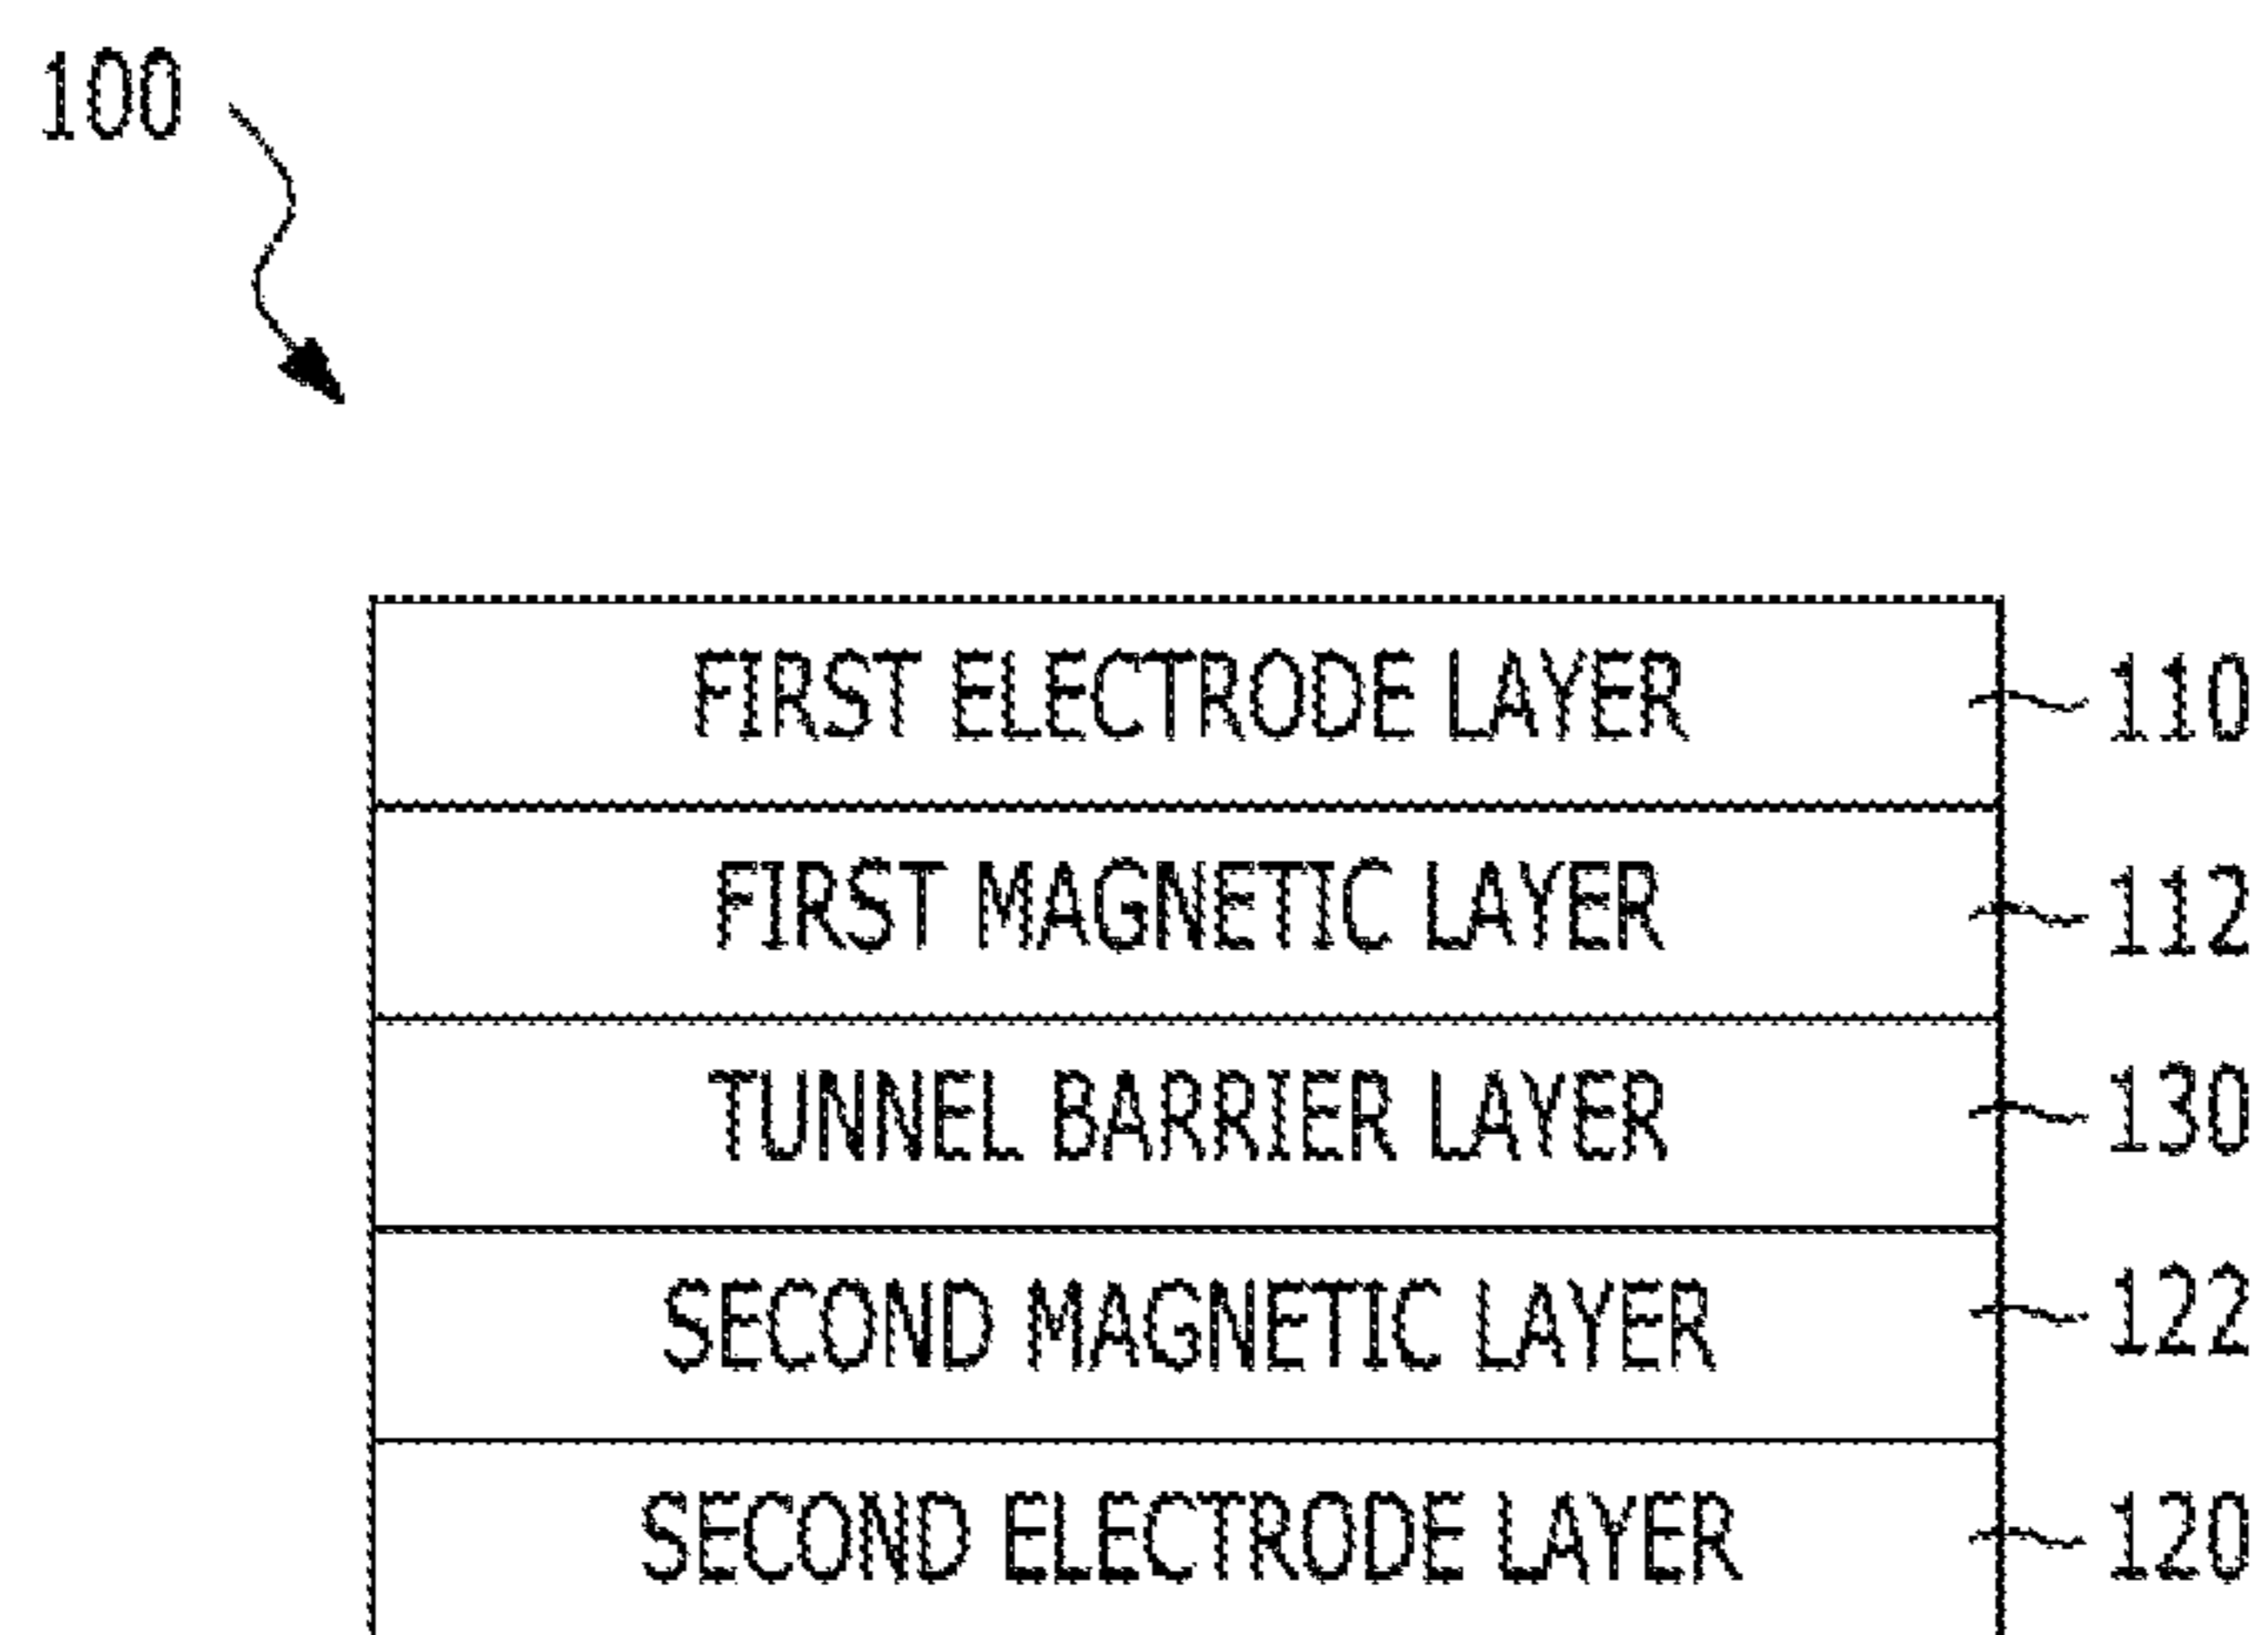 100
FIRST ELECTRODE LAYER 110
FIRST MAGNETIC LAYER 112
TUNNEL BARRIER LAYER 130
SECOND MAGNETIC LAYER 122
SECOND ELECTRODE LAYER 120